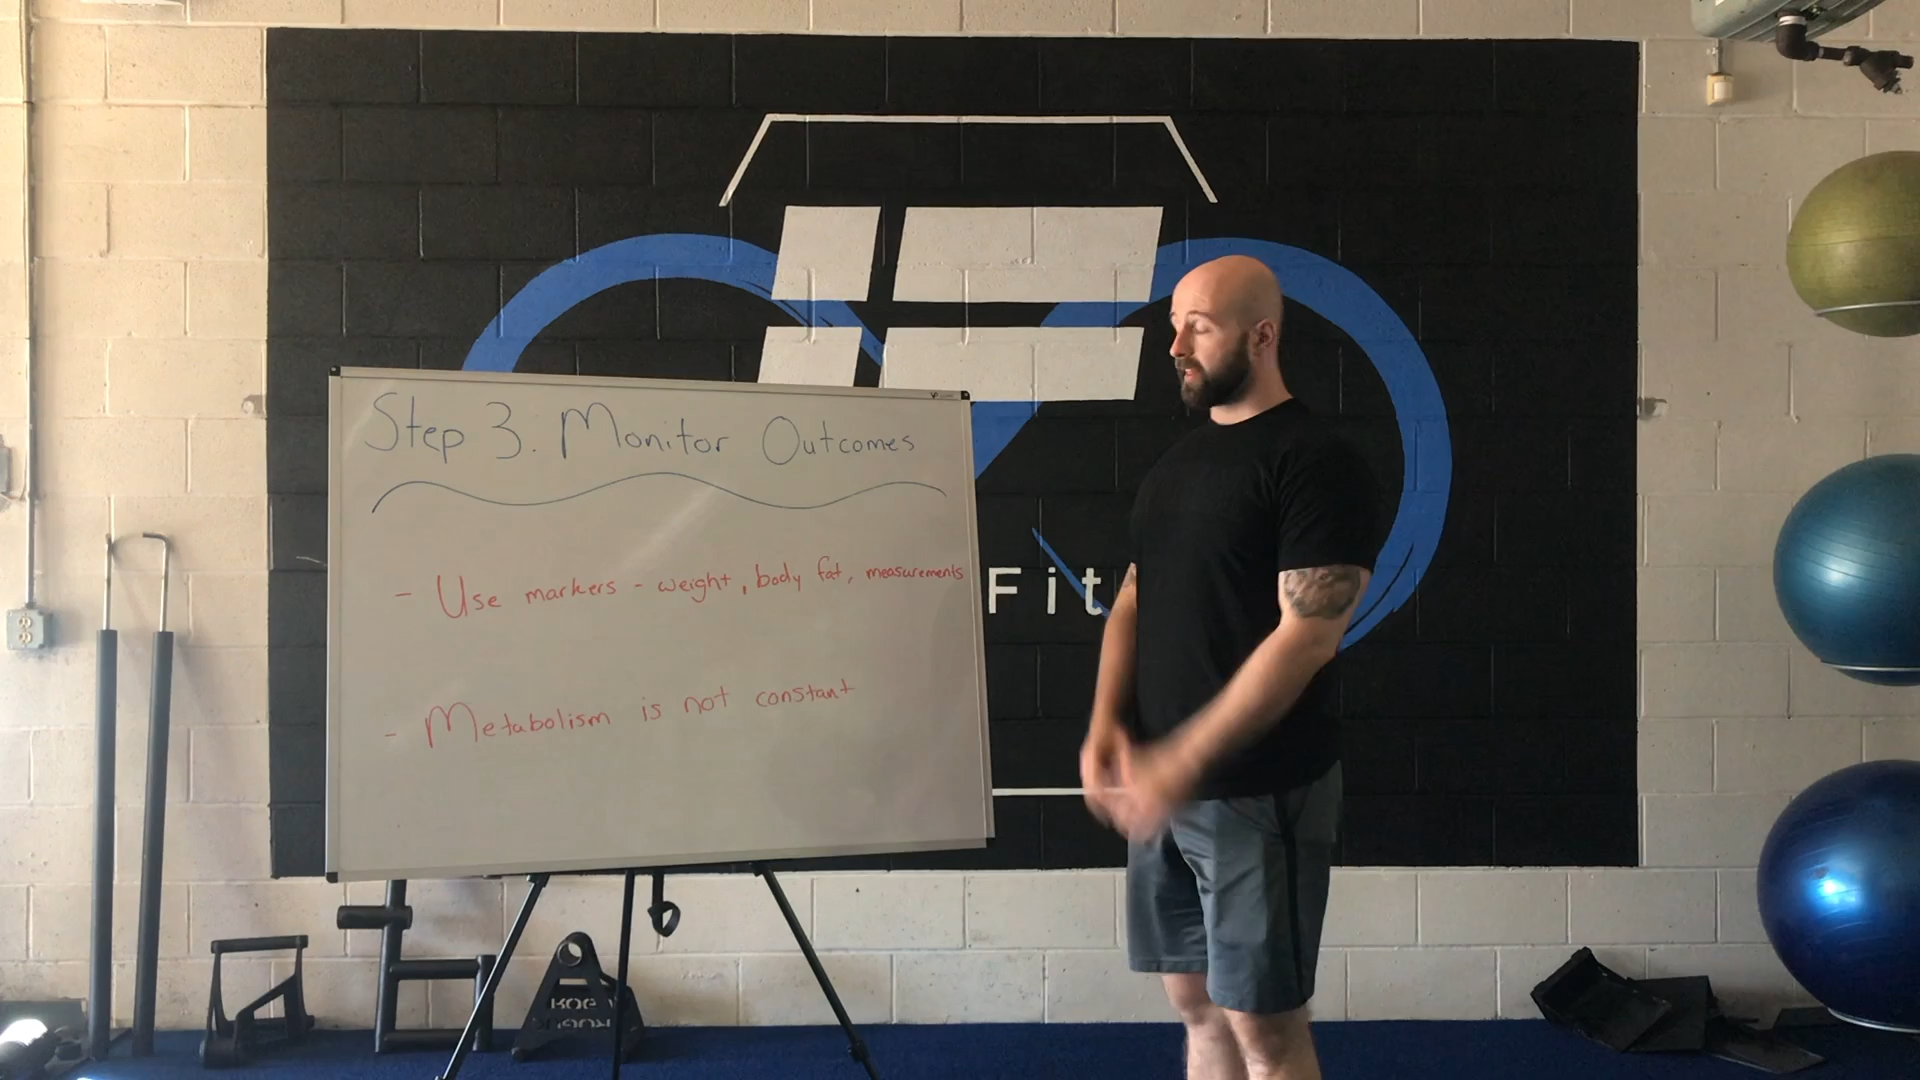 Step 3. Monitor Outcomes
- Use markers - weight, body fat, measurements
- Metabolism is not constant
Fit